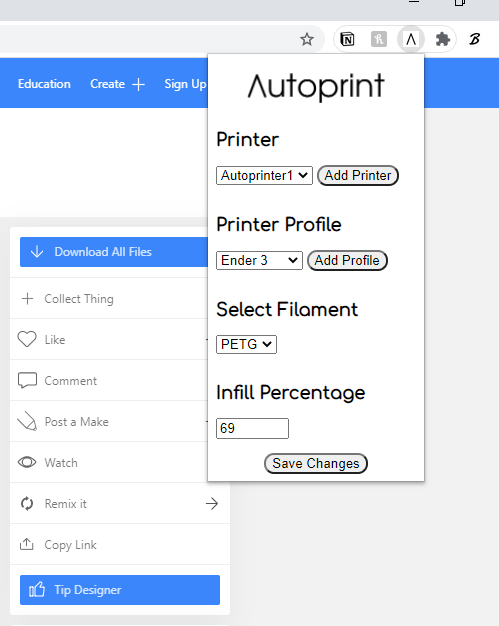 Education Create Sign Up
Autoprint
Printer
Autoprinter1 Add Printer
Printer Profile
Ender 3 Add Profile
Select Filament
PETG
Infill Percentage
69
Save Changes
Download All Files
Collect Thing
Like
Comment
Post a Make
Watch
Remix it
Copy Link
Tip Designer